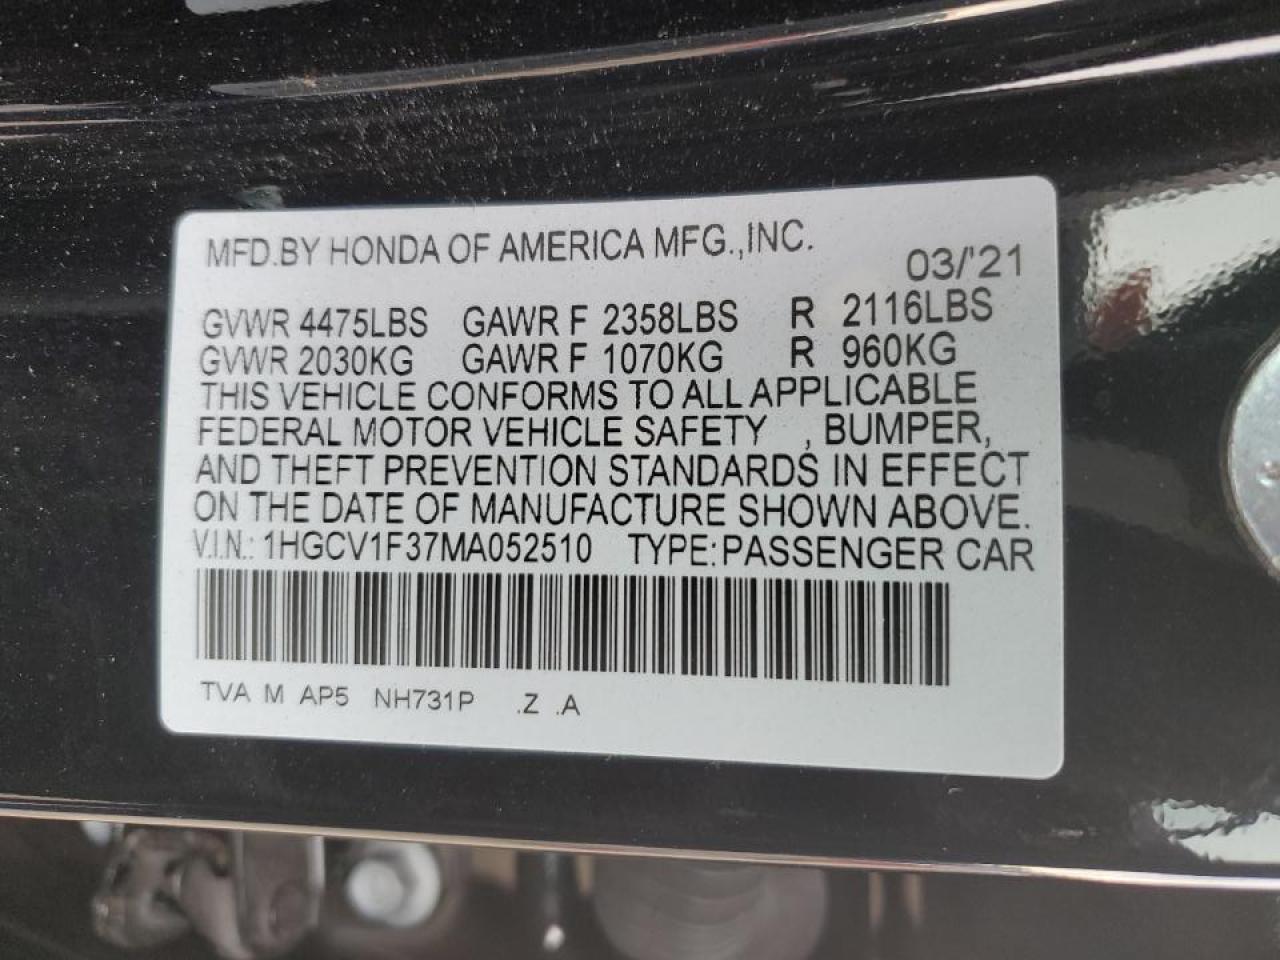 MFD.BY HONDA OF AMERICA MFG.,INC.
03/'21
GVWR 4475LBS GAWR F 2358LBS R 2116LBS
GVWR 2030KG GAWR F 1070KG R 960KG
THIS VEHICLE CONFORMS TO ALL APPLICABLE
FEDERAL MOTOR VEHICLE SAFETY , BUMPER,
AND THEFT PREVENTION STANDARDS IN EFFECT
ON THE DATE OF MANUFACTURE SHOWN ABOVE.
V.I.N.: 1HGCV1F37MA052510 TYPE:PASSENGER CAR
TVA M AP5 NH731P .Z .A